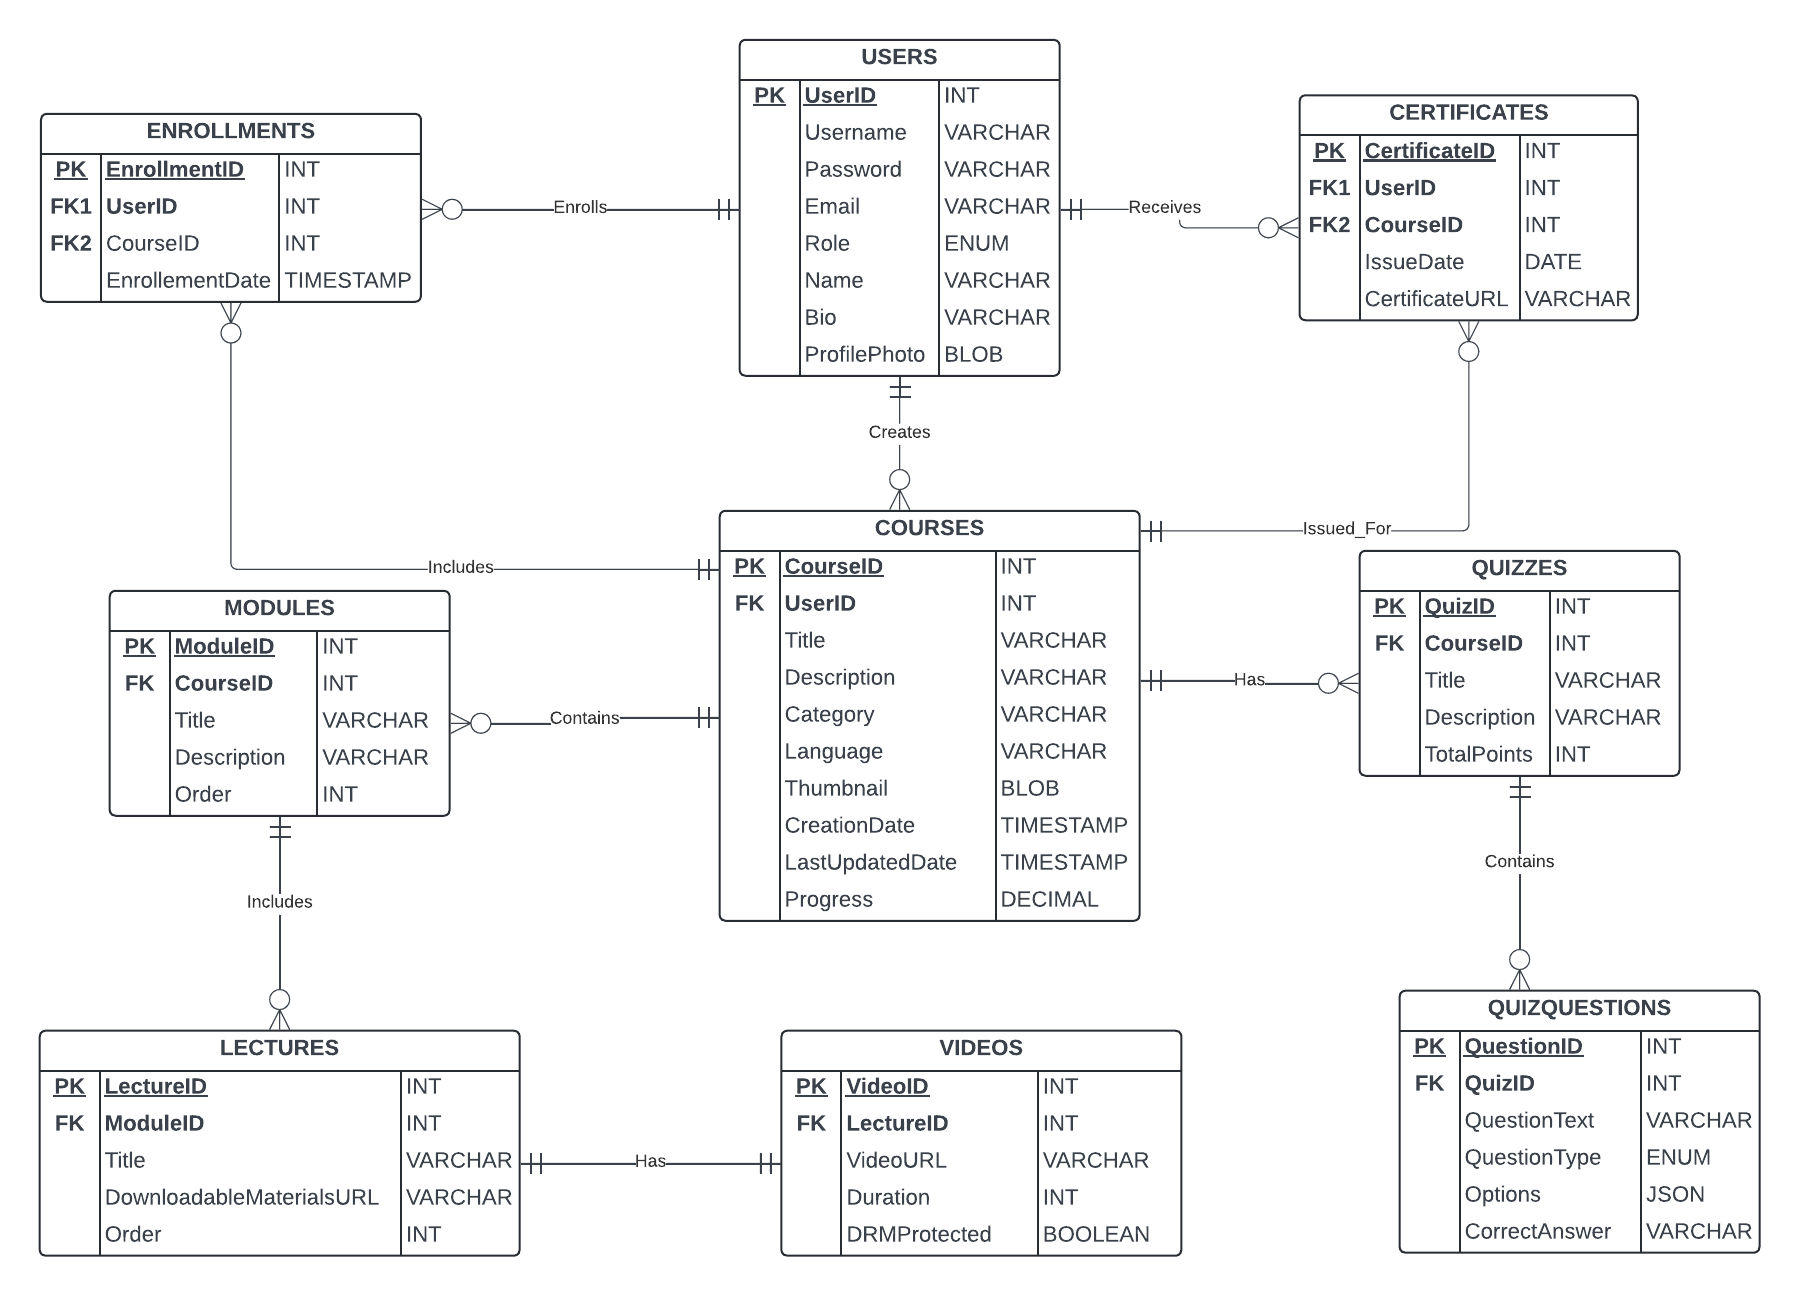 USERS
PK UserID INT
Username VARCHAR
Password VARCHAR
Email VARCHAR
Role ENUM
Name VARCHAR
Bio VARCHAR
ProfilePhoto BLOB
ENROLLMENTS
PK EnrollmentID INT
FK1 UserID INT
FK2 CourseID INT
EnrollementDate TIMESTAMP
CERTIFICATES
PK CertificateID INT
FK1 UserID INT
FK2 CourseID INT
IssueDate DATE
CertificateURL VARCHAR
Enrolls
Receives
Creates
Issued_For
Includes
COURSES
PK CourseID INT
FK UserID INT
Title VARCHAR
Description VARCHAR
Category VARCHAR
Language VARCHAR
Thumbnail BLOB
CreationDate TIMESTAMP
LastUpdatedDate TIMESTAMP
Progress DECIMAL
MODULES
PK ModuleID INT
FK CourseID INT
Title VARCHAR
Description VARCHAR
Order INT
QUIZZES
PK QuizID INT
FK CourseID INT
Title VARCHAR
Description VARCHAR
TotalPoints INT
Contains
Has
Includes
Contains
LECTURES
PK LectureID INT
FK ModuleID INT
Title VARCHAR
DownloadableMaterialsURL VARCHAR
Order INT
Has
VIDEOS
PK VideoID INT
FK LectureID INT
VideoURL VARCHAR
Duration INT
DRMProtected BOOLEAN
QUIZQUESTIONS
PK QuestionID INT
FK QuizID INT
QuestionText VARCHAR
QuestionType ENUM
Options JSON
CorrectAnswer VARCHAR